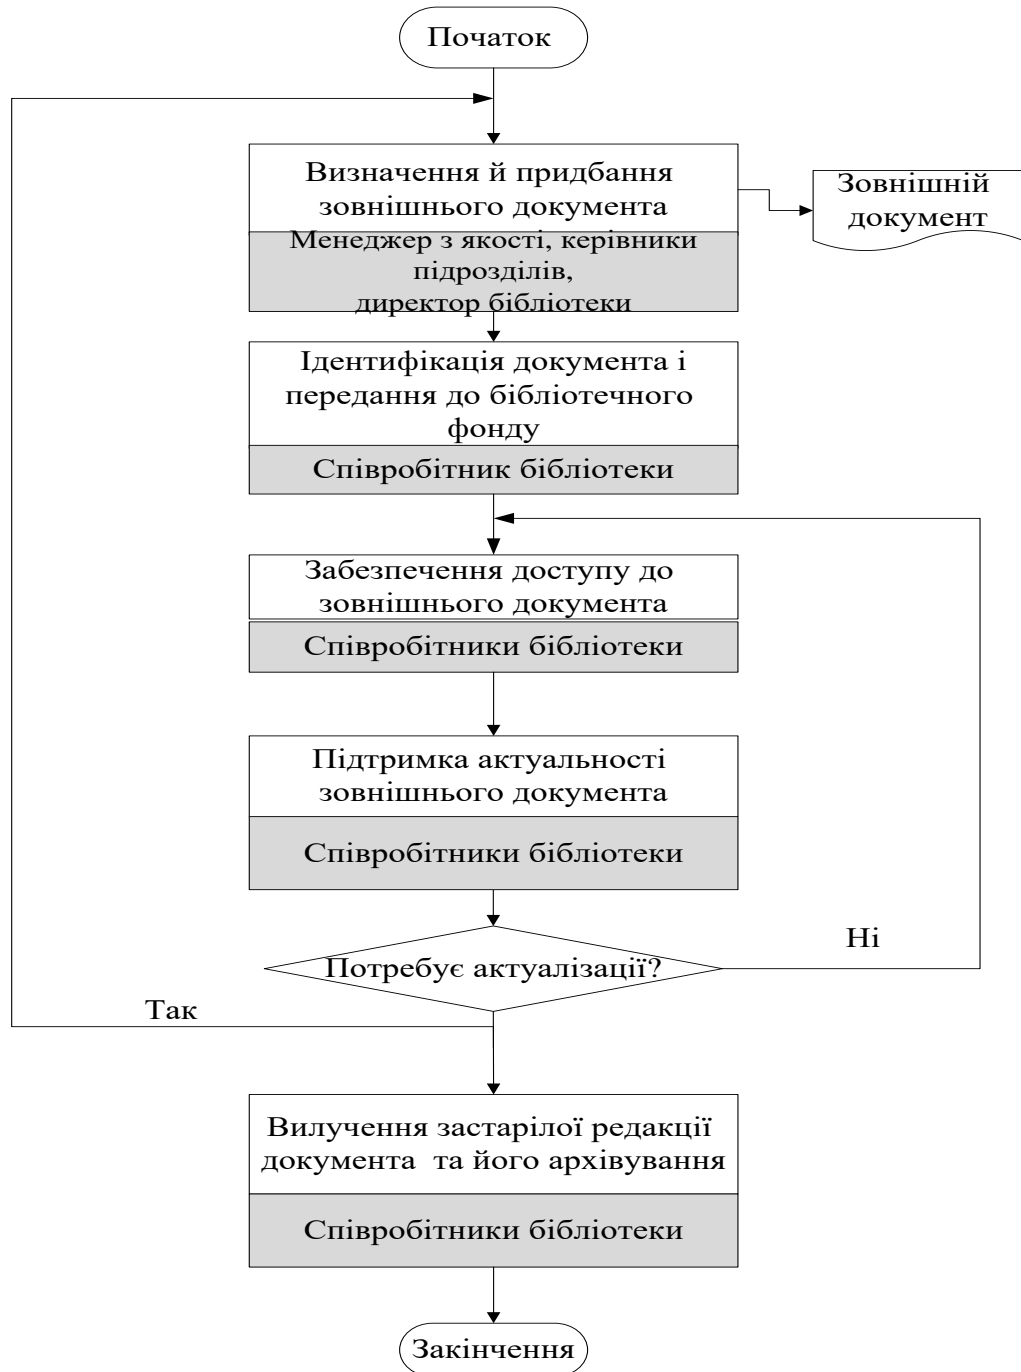 Початок
Визначення й придбання
зовнішнього документа
Зовнішній
документ
Менеджер з якості, керівники
підрозділів,
директор бібліотеки
Ідентифікація документа і
передання до бібліотечного
фонду
Співробітник бібліотеки
Забезпечення доступу до
зовнішнього документа
Співробітники бібліотеки
Підтримка актуальності
зовнішнього документа
Співробітники бібліотеки
Ні
Потребує актуалізації?
Так
Вилучення застарілої редакції
документа та його архівування
Співробітники бібліотеки
Закінчення